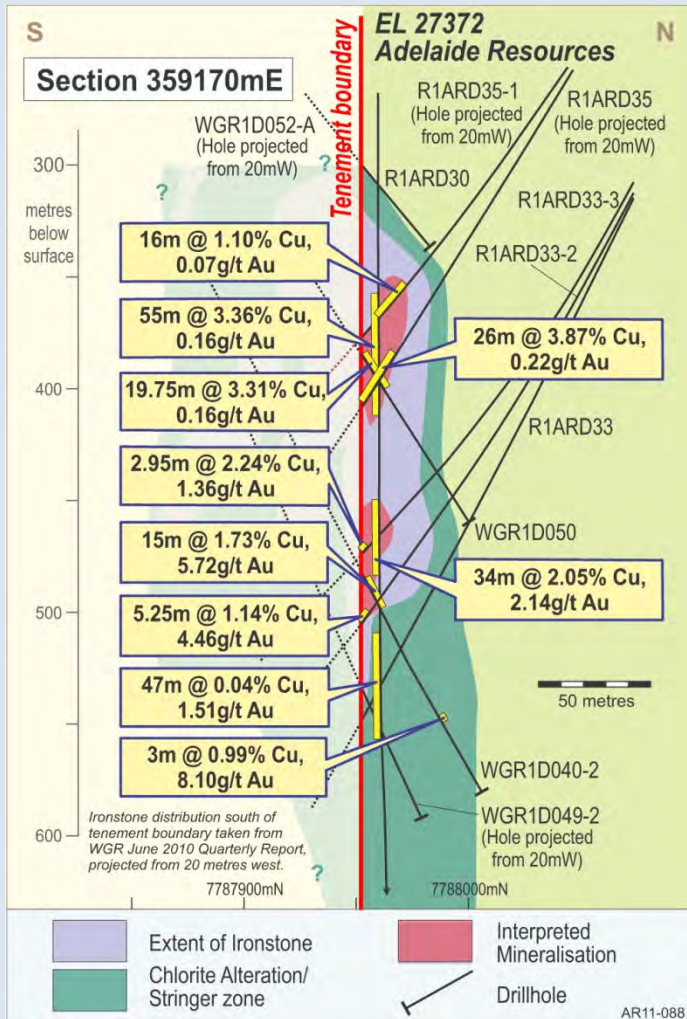 S
EL 27372
Adelaide Resources
N
Section 359170mE
Tenement boundary
R1ARD35-1
(Hole projected
from 20mW)
R1ARD35
(Hole projected
from 20mW)
WGR1D052-A
(Hole projected
from 20mW)
R1ARD30
300
metres
below
surface
400
500
600
?
?
?
R1ARD33-3
R1ARD33-2
16m @ 1.10% Cu,
0.07g/t Au
55m @ 3.36% Cu,
0.16g/t Au
26m @ 3.87% Cu,
0.22g/t Au
19.75m @ 3.31% Cu,
0.16g/t Au
R1ARD33
2.95m @ 2.24% Cu,
1.36g/t Au
WGR1D050
15m @ 1.73% Cu,
5.72g/t Au
34m @ 2.05% Cu,
2.14g/t Au
5.25m @ 1.14% Cu,
4.46g/t Au
47m @ 0.04% Cu,
1.51g/t Au
50 metres
3m @ 0.99% Cu,
8.10g/t Au
WGR1D040-2
WGR1D049-2
(Hole projected
from 20mW)
Ironstone distribution south of
tenement boundary taken from
WGR June 2010 Quarterly Report,
projected from 20 metres west.
7787900mN
7788000mN
Extent of Ironstone
Chlorite Alteration/
Stringer zone
Interpreted
Mineralisation
Drillhole
AR11-088